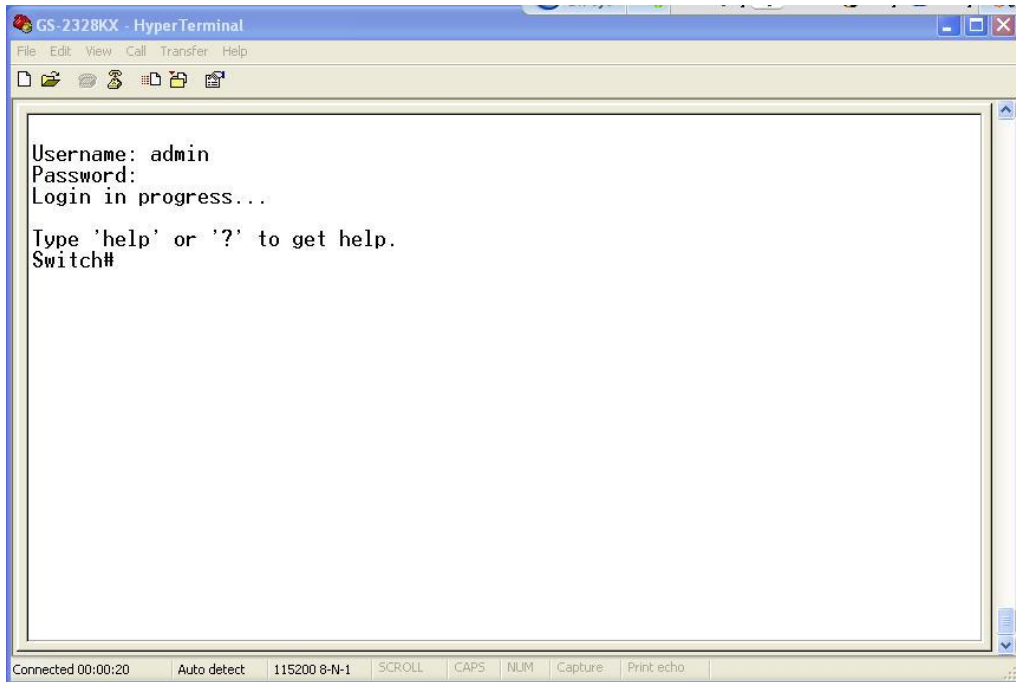 GS-2328KX - HyperTerminal
File Edit View Call Transfer Help
Username: admin
Password:
Login in progress...
Type 'help' or '?' to get help.
Switch#
Connected 00:00:20 Auto detect 115200 8-N-1 SCROLL CAPS NUM Capture Print echo